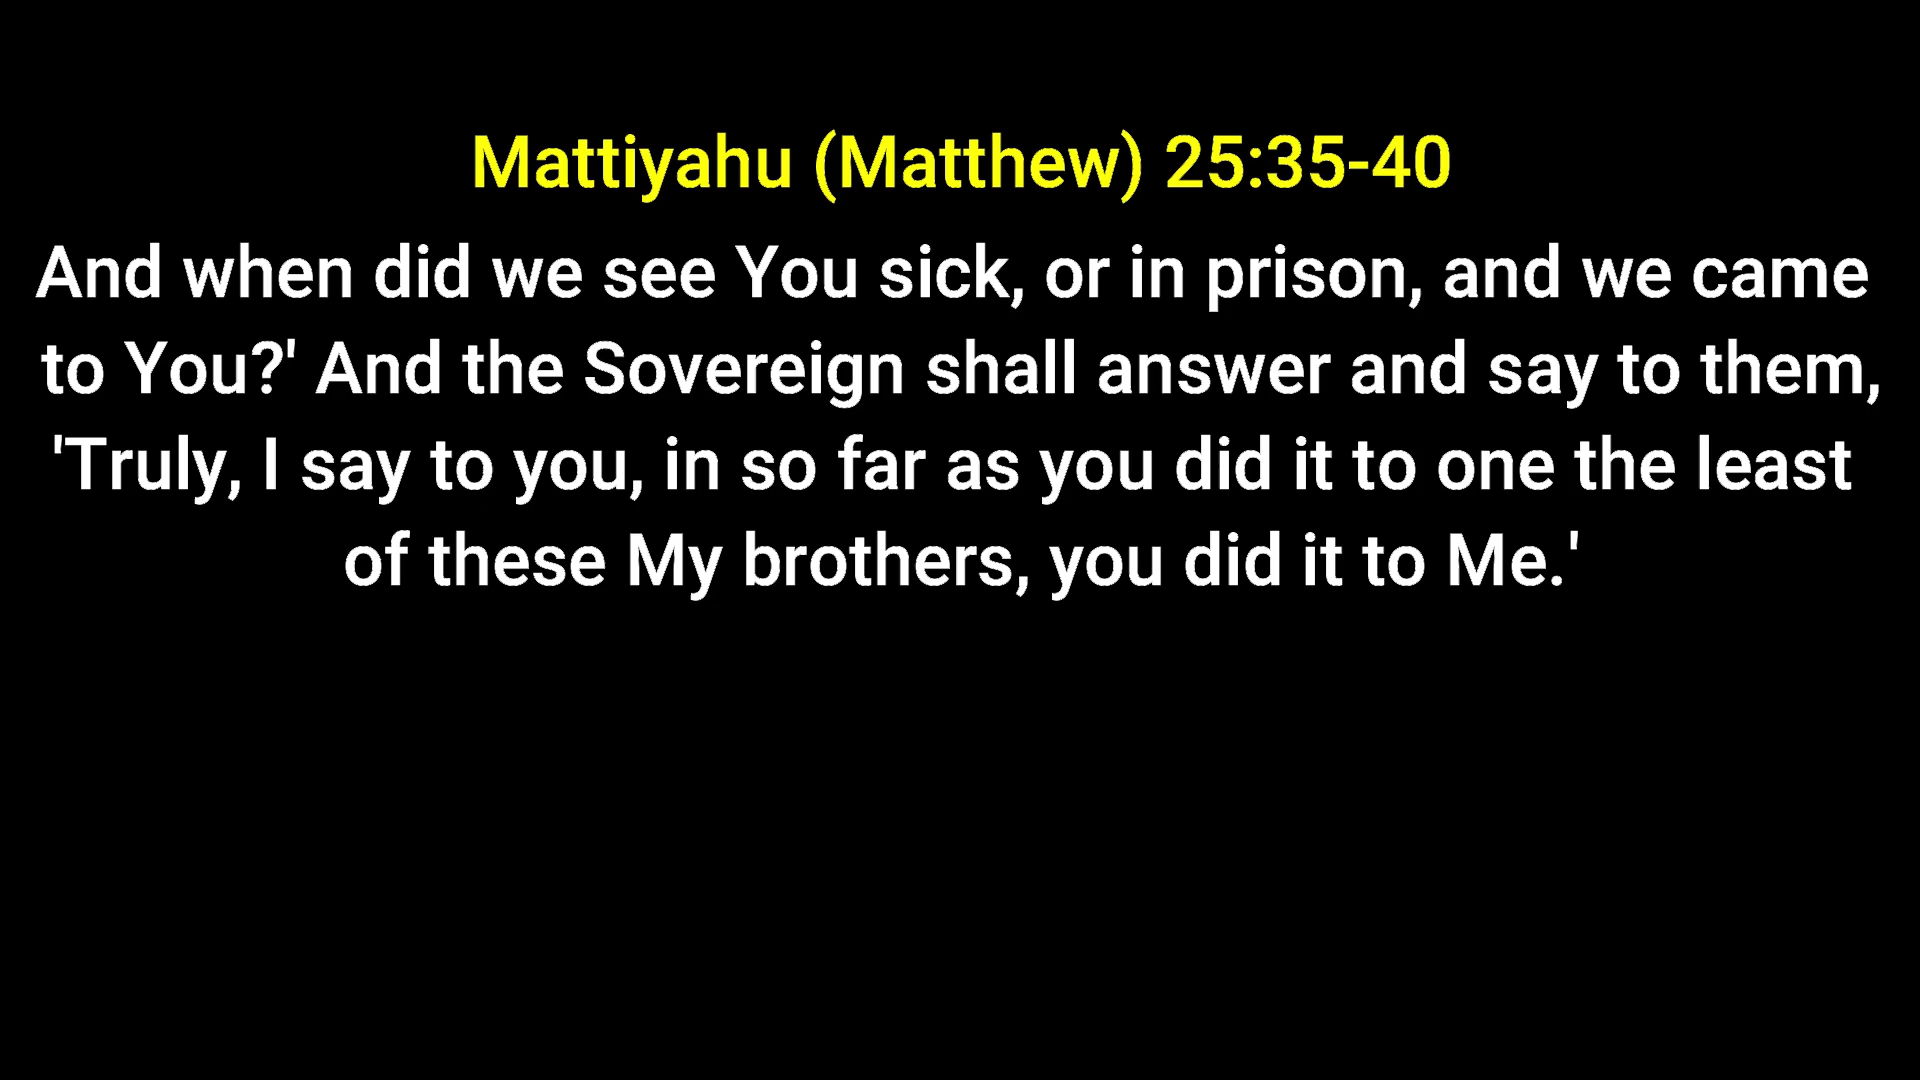 Mattiyahu (Matthew) 25:35-40
And when did we see You sick, or in prison, and we came
to You?' And the Sovereign shall answer and say to them,
'Truly, I say to you, in so far as you did it to one the least
of these My brothers, you did it to Me.'